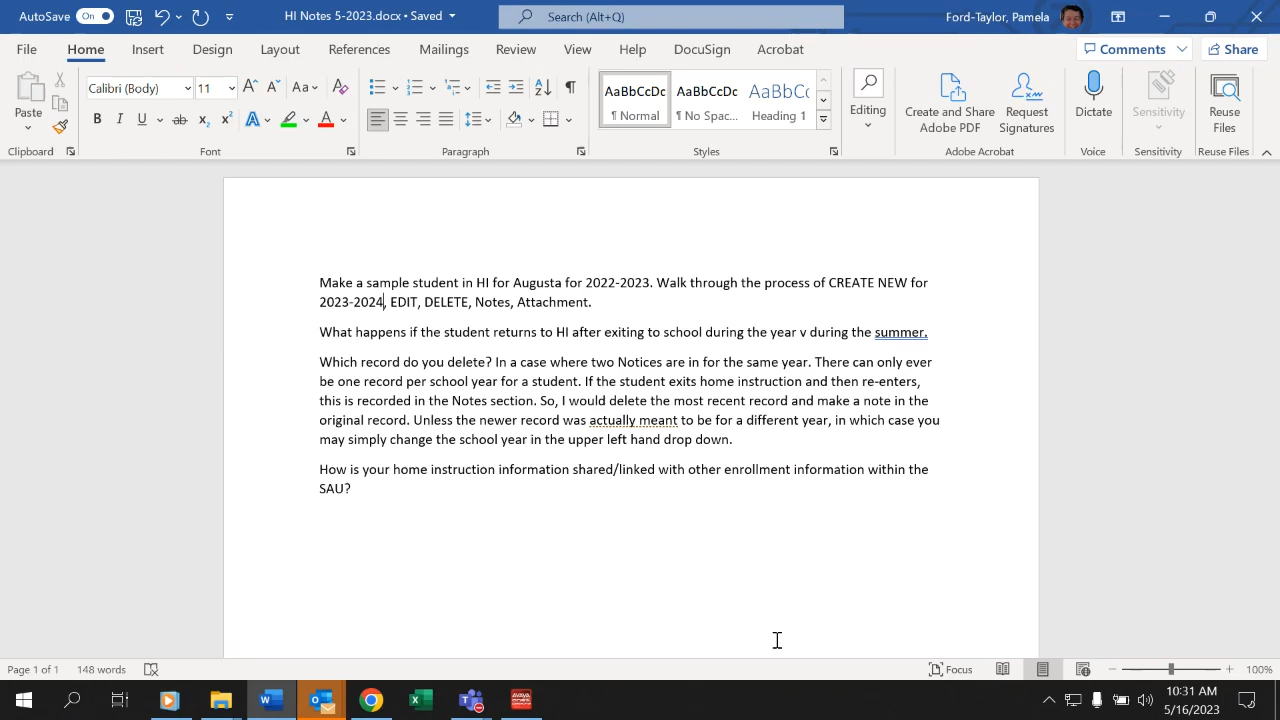 AutoSave On HI Notes 5-2023.docx • Saved Search (Alt+Q) Ford-Taylor, Pamela
File Home Insert Design Layout References Mailings Review View Help DocuSign Acrobat Comments Share
Calibri (Body) 11 Aa AaBbCcDc AaBbCcDc AaBbCc
Paste B I U ab x₂ x² A A ¶ Normal ¶ No Spac... Heading 1 Editing Create and Share Adobe PDF Request Signatures Dictate Sensitivity Reuse Files
Clipboard Font Paragraph Styles Adobe Acrobat Voice Sensitivity Reuse Files
Make a sample student in HI for Augusta for 2022-2023. Walk through the process of CREATE NEW for
2023-2024, EDIT, DELETE, Notes, Attachment.
What happens if the student returns to HI after exiting to school during the year v during the summer.
Which record do you delete? In a case where two Notices are in for the same year. There can only ever
be one record per school year for a student. If the student exits home instruction and then re-enters,
this is recorded in the Notes section. So, I would delete the most recent record and make a note in the
original record. Unless the newer record was actually meant to be for a different year, in which case you
may simply change the school year in the upper left hand drop down.
How is your home instruction information shared/linked with other enrollment information within the
SAU?
Page 1 of 1 148 words Focus 100%
10:31 AM
5/16/2023